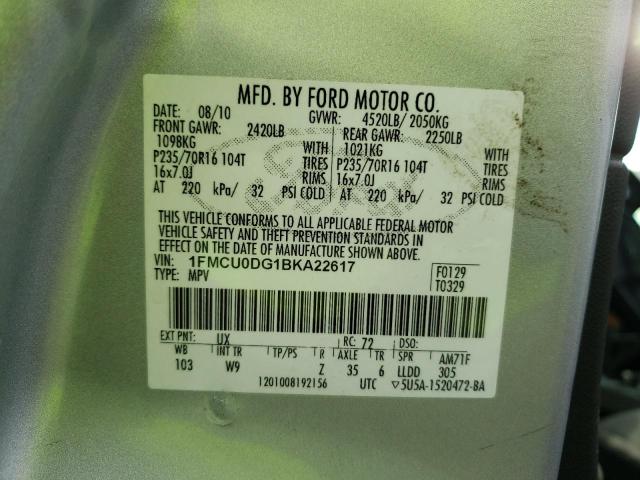 MFD. BY FORD MOTOR CO.
DATE: 08/10 GVWR: 4520LB/ 2050KG
FRONT GAWR: 2420LB REAR GAWR: 2250LB
1098KG WITH 1021KG WITH
P235/70R16 104T TIRES P235/70R16 104T TIRES
16x7.0J RIMS 16x7.0J RIMS
AT 220 kPa/ 32 PSI COLD AT 220 kPa/ 32 PSI COLD
THIS VEHICLE CONFORMS TO ALL APPLICABLE FEDERAL MOTOR
VEHICLE SAFETY AND THEFT PREVENTION STANDARDS IN
EFFECT ON THE DATE OF MANUFACTURE SHOWN ABOVE.
VIN: 1FMCU0DG1BKA22617 F0129
TYPE: MPV T0329
EXT PNT: UX RC: 72 DSO:
WB INT TR TP/PS R AXLE TR SPR AM71F
103 W9 Z 35 6 LLDD 305
1201008192156 UTC ▽5U5A-1520472-BA